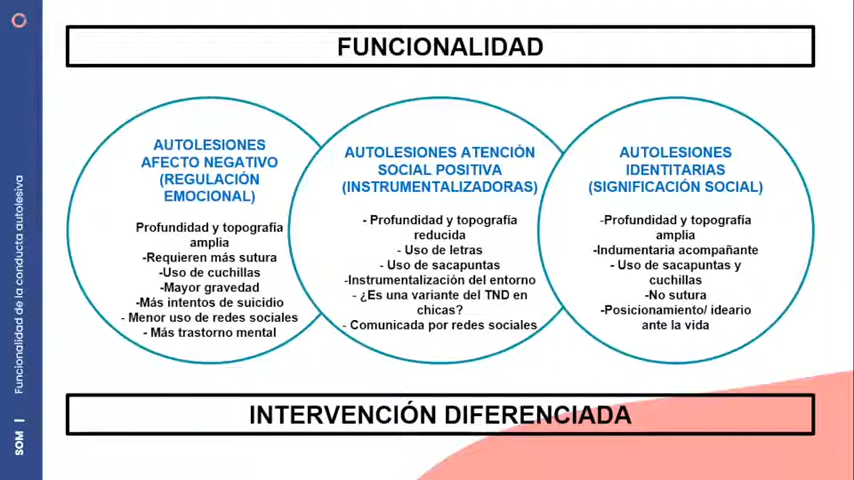 FUNCIONALIDAD
AUTOLESIONES
AFECTO NEGATIVO
(REGULACIÓN
EMOCIONAL)
Profundidad y topografía
amplia
-Requieren más sutura
-Uso de cuchillas
-Mayor gravedad
-Más intentos de suicidio
- Menor uso de redes sociales
- Más trastorno mental
AUTOLESIONES ATENCIÓN
SOCIAL POSITIVA
(INSTRUMENTALIZADORAS)
- Profundidad y topografía
reducida
- Uso de letras
- Uso de sacapuntas
-Instrumentalización del entorno
- ¿Es una variante del TND en
chicas?
- Comunicada por redes sociales
AUTOLESIONES
IDENTITARIAS
(SIGNIFICACIÓN SOCIAL)
-Profundidad y topografía
amplia
-Indumentaria acompañante
- Uso de sacapuntas y
cuchillas
-No sutura
-Posicionamiento/ ideario
ante la vida
INTERVENCIÓN DIFERENCIADA
SOM | Funcionalidad de la conducta autolesiva